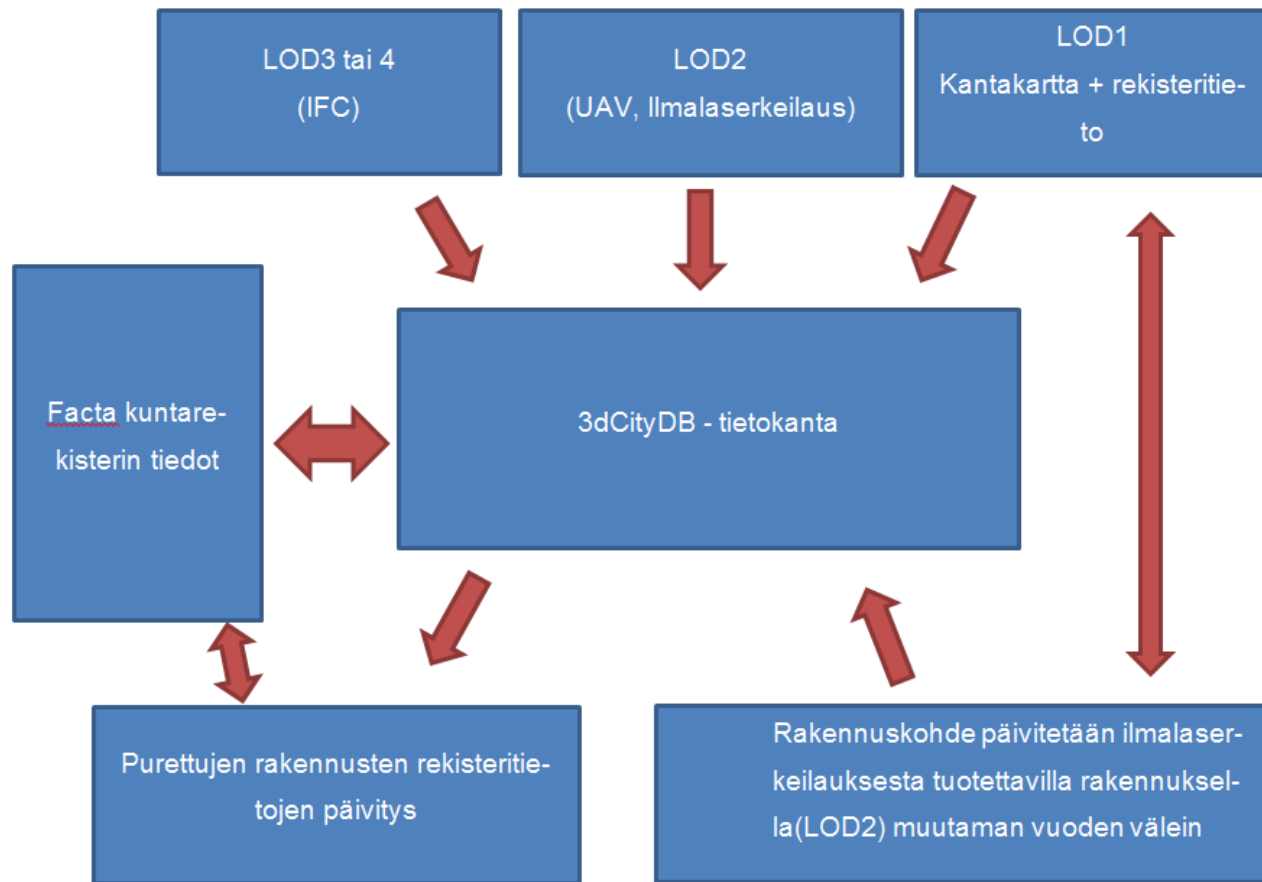 LOD3 tai 4
(IFC)
LOD2
(UAV, Ilmalaserkeilaus)
LOD1
Kantakartta + rekisteritie-
to
Facta kuntare-
kisterin tiedot
3dCityDB - tietokanta
Purettujen rakennusten rekisteritie-
tojen päivitys
Rakennuskohde päivitetään ilmalaser-
keilauksesta tuotettavilla rakennuksel-
la(LOD2) muutaman vuoden välein